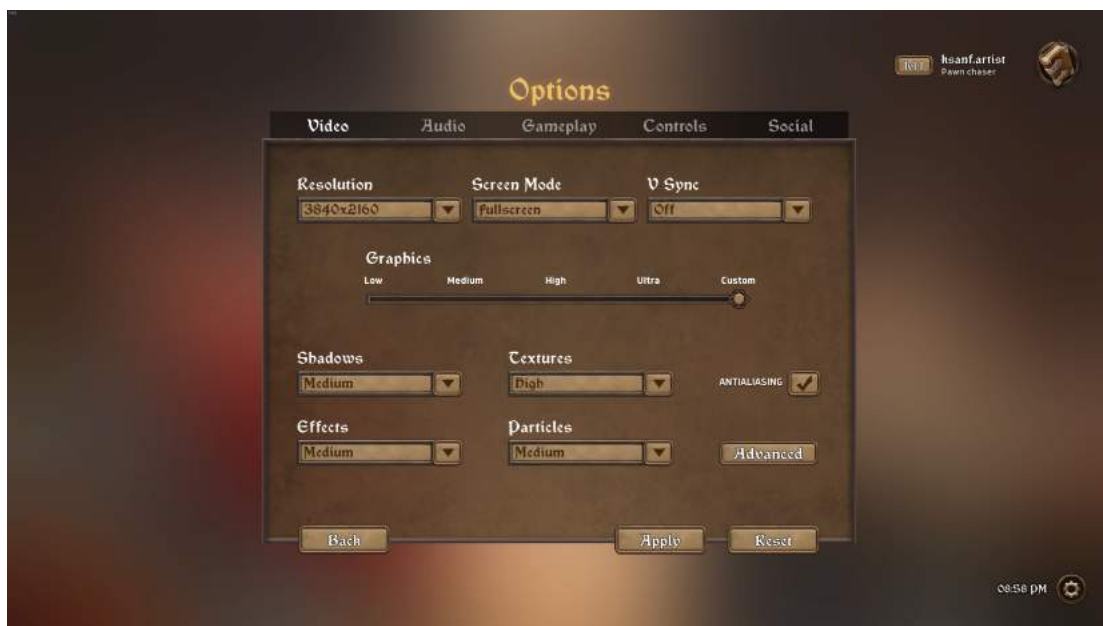 ksanf.artist
Pawn chaser
Options
Video Audio Gameplay Controls Social
Resolution Screen Mode V Sync
3840x2160 Fullscreen Off
Graphics
Low Medium High Ultra Custom
Shadows Textures
Medium High ANTIALIASING
Effects Particles
Medium Medium Advanced
Back Apply Reset
08:58 PM